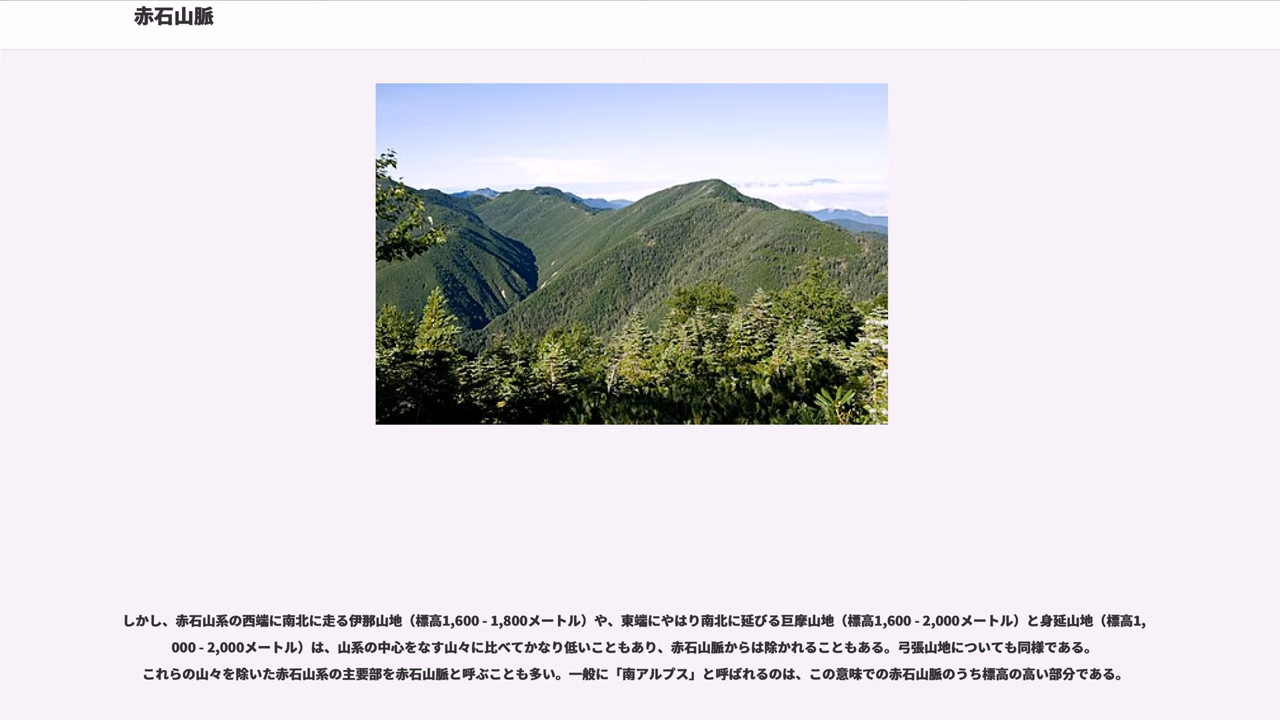 赤石山脈
しかし、赤石山系の西端に南北に走る伊那山地（標高1,600 - 1,800メートル）や、東端にやはり南北に延びる巨摩山地（標高1,600 - 2,000メートル）と身延山地（標高1,
000 - 2,000メートル）は、山系の中心をなす山々に比べてかなり低いこともあり、赤石山脈からは除かれることもある。弓張山地についても同様である。
これらの山々を除いた赤石山系の主要部を赤石山脈と呼ぶことも多い。一般に「南アルプス」と呼ばれるのは、この意味での赤石山脈のうち標高の高い部分である。